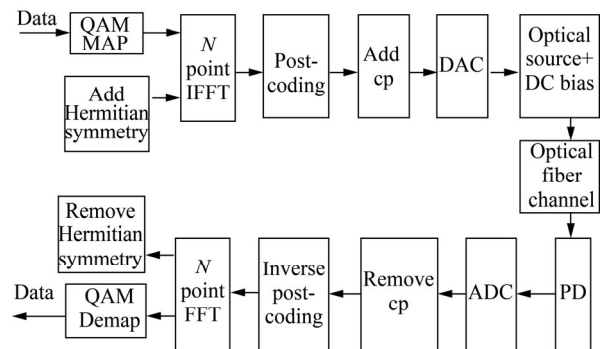 Data
QAM
MAP
Add
Hermitian
symmetry
N
point
IFFT
Post-
coding
Add
cp
DAC
Optical
source+
DC bias
Optical
fiber
channel
Remove
Hermitian
symmetry
Data
QAM
Demap
N
point
FFT
Inverse
post-
coding
Remove
cp
ADC
PD